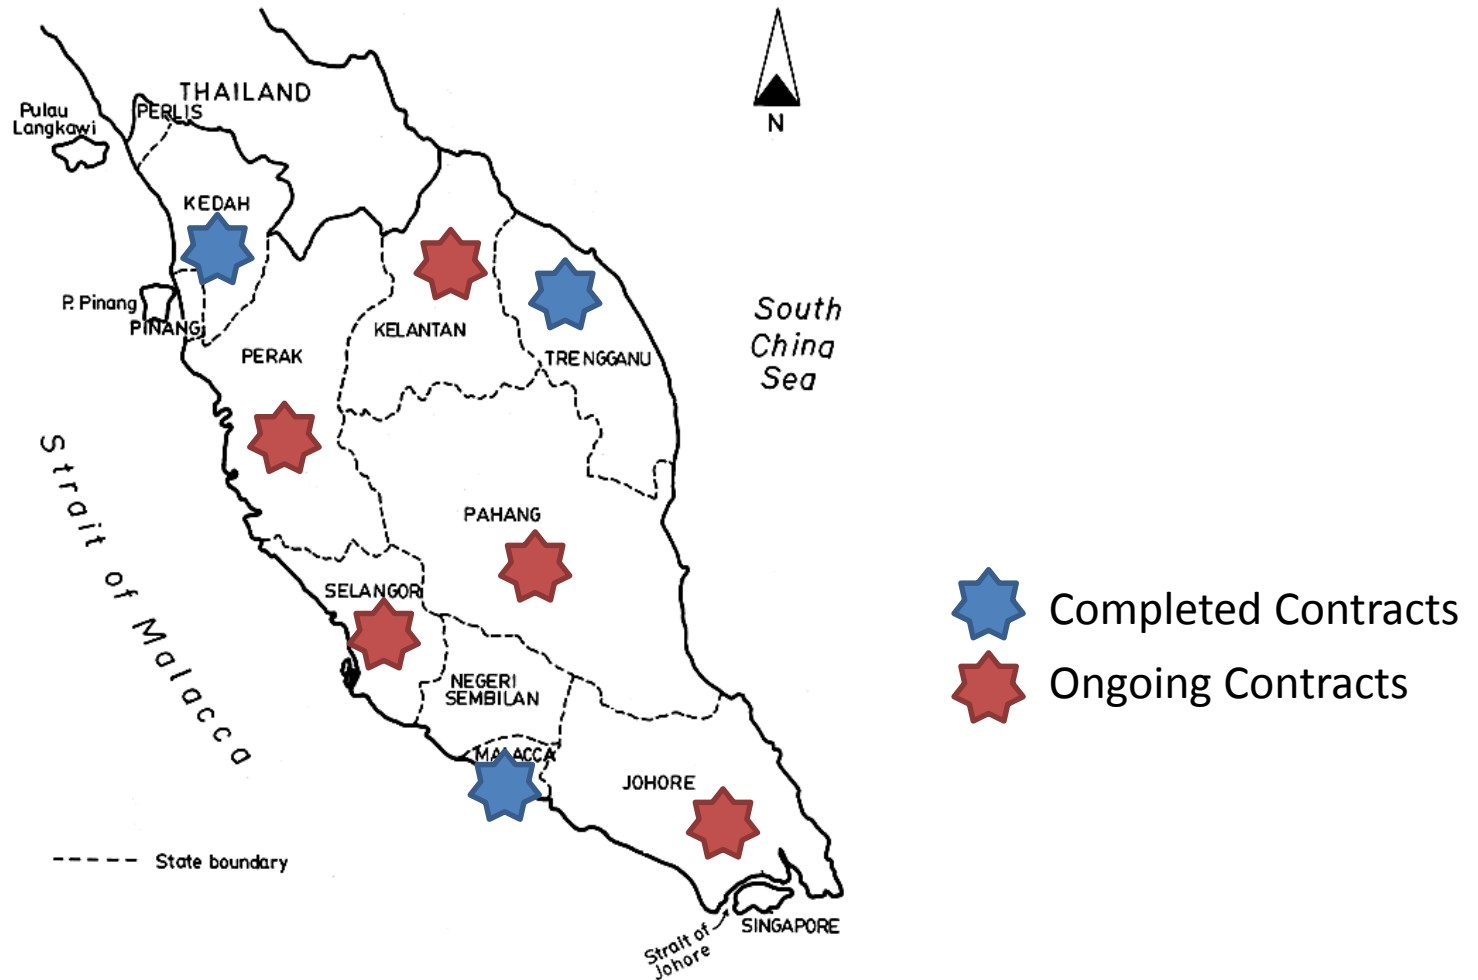 THAILAND
PERLIS
Pulau
Langkawi
N
KEDAH
P. Pinang
PINANG
KELANTAN
TRENGGANU
PERAK
South
China
Sea
Strait of Malacca
PAHANG
SELANGOR
NEGERI
SEMBILAN
MALACCA
JOHORE
Completed Contracts
Ongoing Contracts
State boundary
SINGAPORE
Strait of
Johore